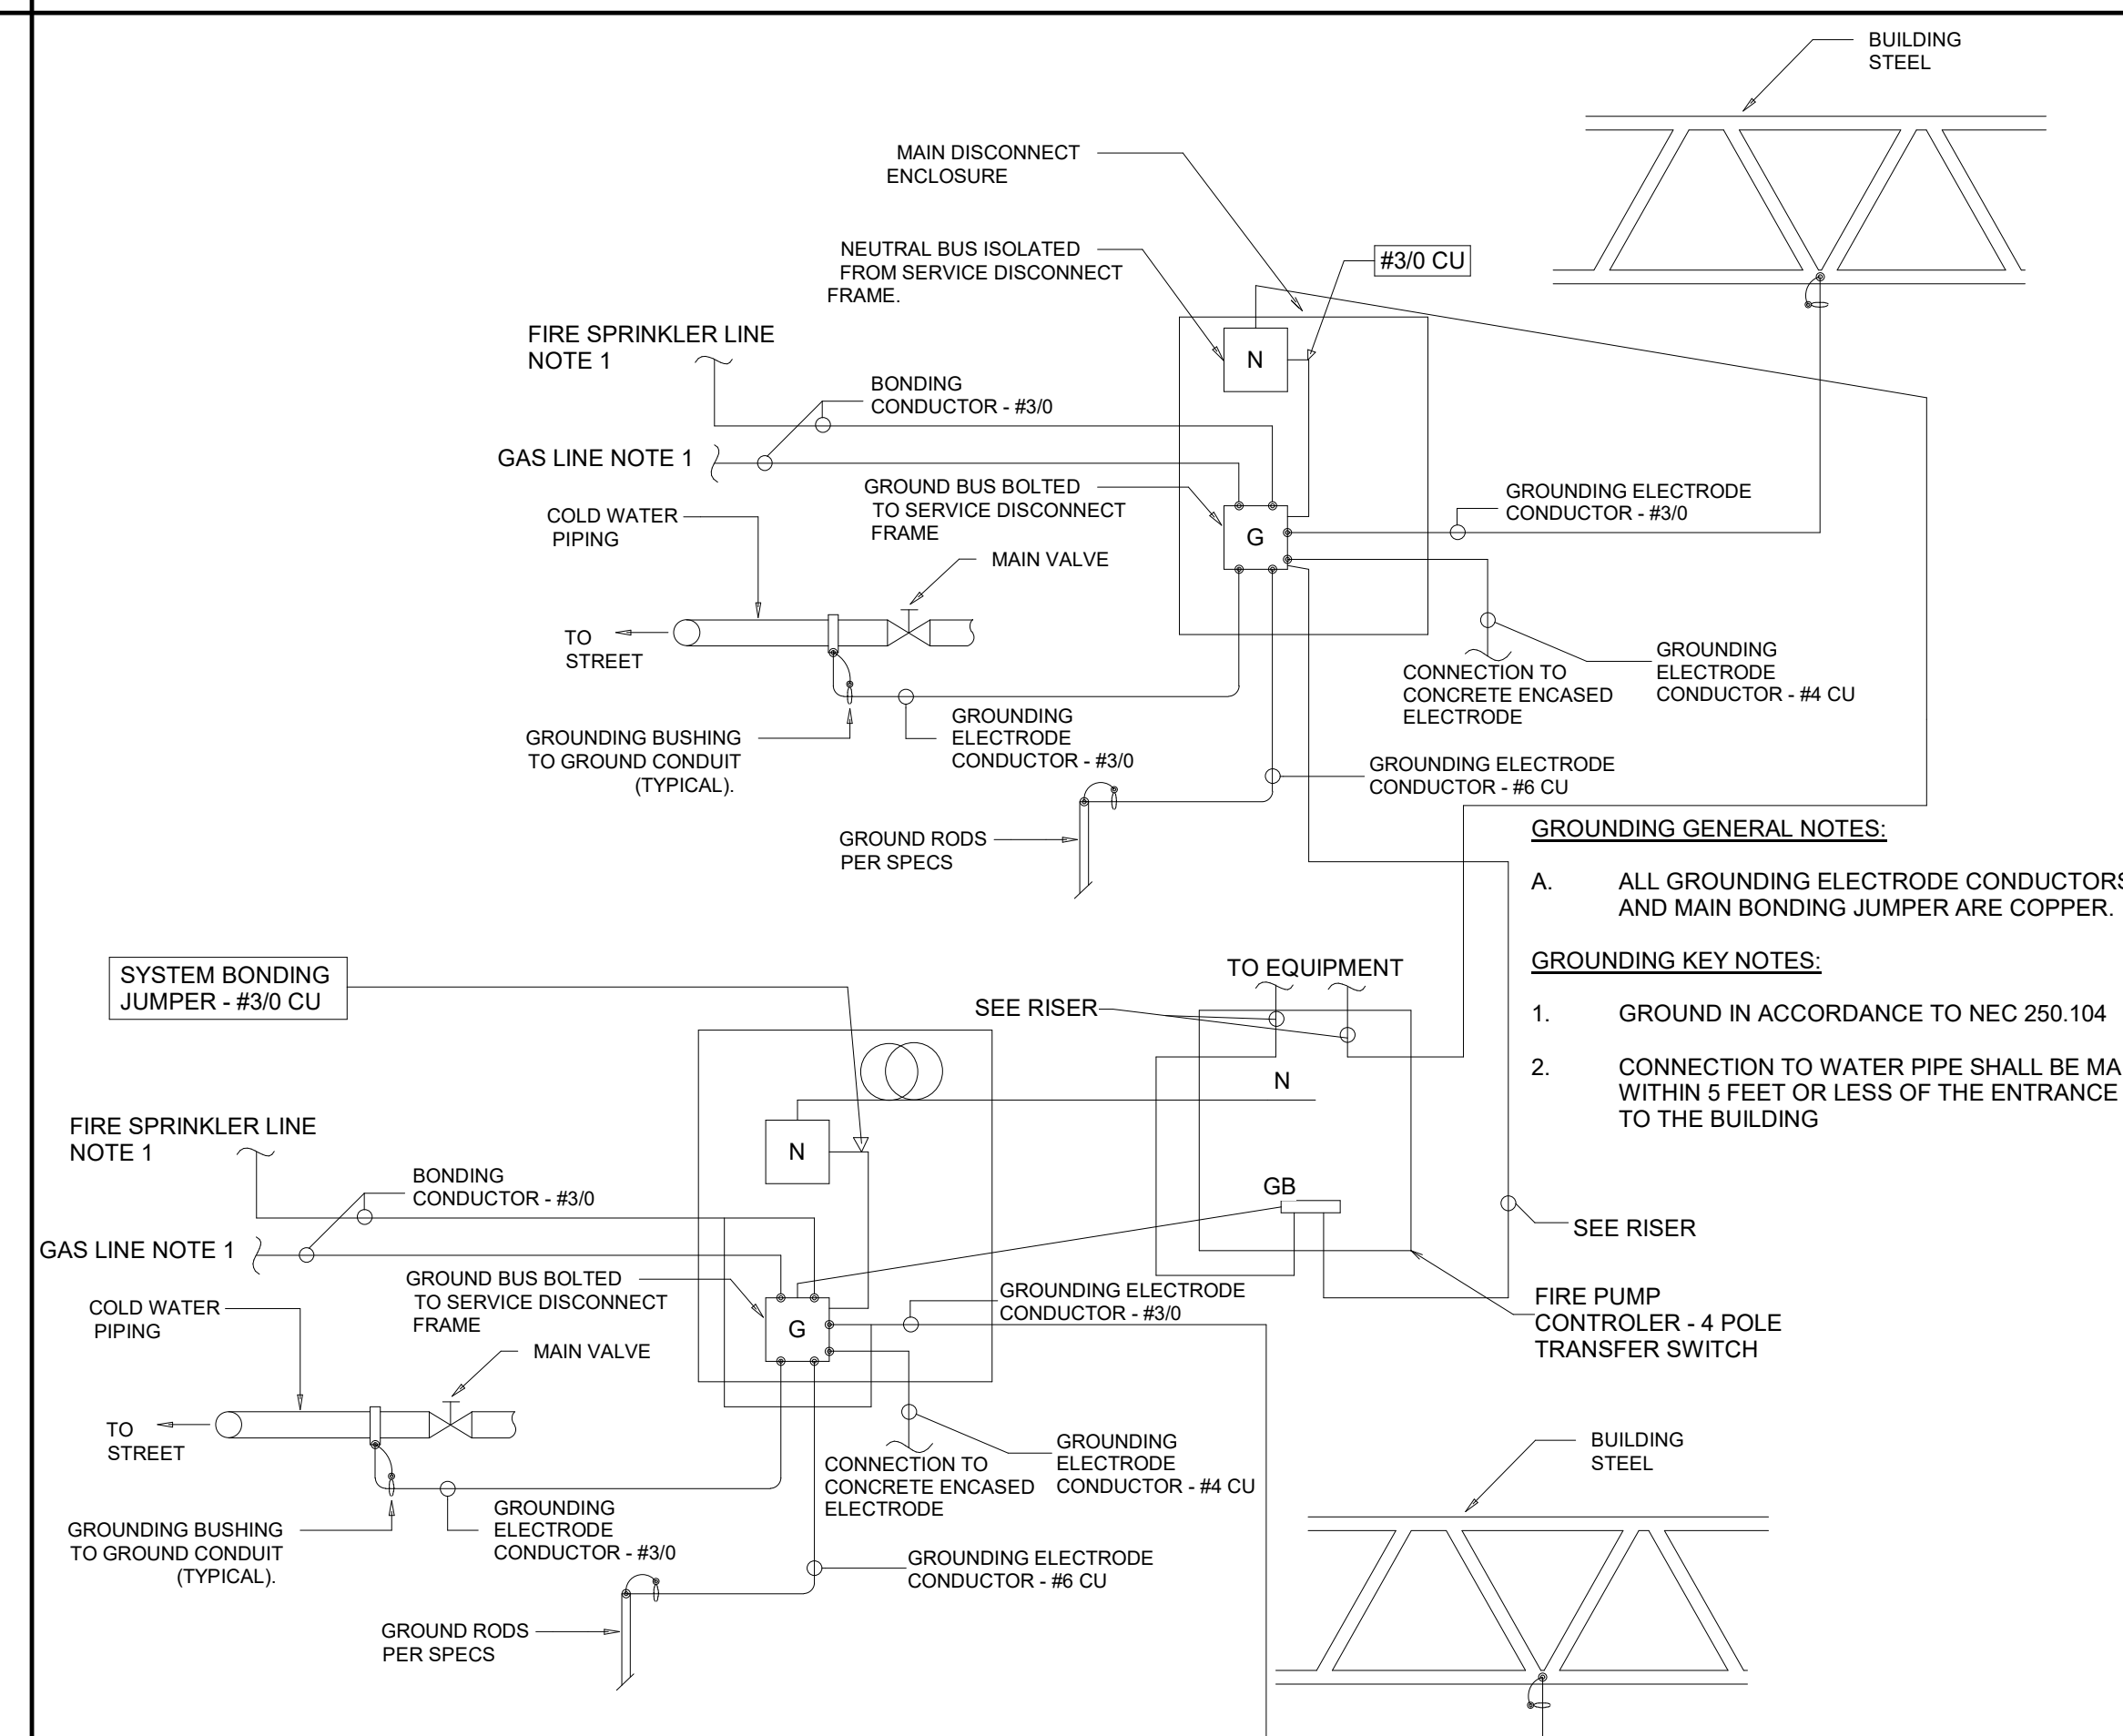 BUILDING
STEEL
MAIN DISCONNECT
ENCLOSURE
NEUTRAL BUS ISOLATED
FROM SERVICE DISCONNECT
FRAME.
#3/0 CU
FIRE SPRINKLER LINE
NOTE 1
N
BONDING
CONDUCTOR - #3/0
GAS LINE NOTE 1
GROUND BUS BOLTED
TO SERVICE DISCONNECT
FRAME
GROUNDING ELECTRODE
CONDUCTOR - #3/0
COLD WATER
PIPING
G
MAIN VALVE
TO
STREET
GROUNDING
ELECTRODE
CONDUCTOR - #4 CU
CONNECTION TO
CONCRETE ENCASED
ELECTRODE
GROUNDING BUSHING
TO GROUND CONDUIT
(TYPICAL).
GROUNDING
ELECTRODE
CONDUCTOR - #3/0
GROUNDING ELECTRODE
CONDUCTOR - #6 CU
GROUND RODS
PER SPECS
GROUNDING GENERAL NOTES:
A. ALL GROUNDING ELECTRODE CONDUCTORS
AND MAIN BONDING JUMPER ARE COPPER.
GROUNDING KEY NOTES:
1. GROUND IN ACCORDANCE TO NEC 250.104
2. CONNECTION TO WATER PIPE SHALL BE MA
WITHIN 5 FEET OR LESS OF THE ENTRANCE
TO THE BUILDING
SYSTEM BONDING
JUMPER - #3/0 CU
TO EQUIPMENT
SEE RISER
N
N
FIRE SPRINKLER LINE
NOTE 1
BONDING
CONDUCTOR - #3/0
GB
SEE RISER
GAS LINE NOTE 1
GROUND BUS BOLTED
TO SERVICE DISCONNECT
FRAME
GROUNDING ELECTRODE
CONDUCTOR - #3/0
FIRE PUMP
CONTROLER - 4 POLE
TRANSFER SWITCH
COLD WATER
PIPING
G
MAIN VALVE
TO
STREET
CONNECTION TO
CONCRETE ENCASED
ELECTRODE
GROUNDING
ELECTRODE
CONDUCTOR - #4 CU
BUILDING
STEEL
GROUNDING BUSHING
TO GROUND CONDUIT
(TYPICAL).
GROUNDING
ELECTRODE
CONDUCTOR - #3/0
GROUNDING ELECTRODE
CONDUCTOR - #6 CU
GROUND RODS
PER SPECS